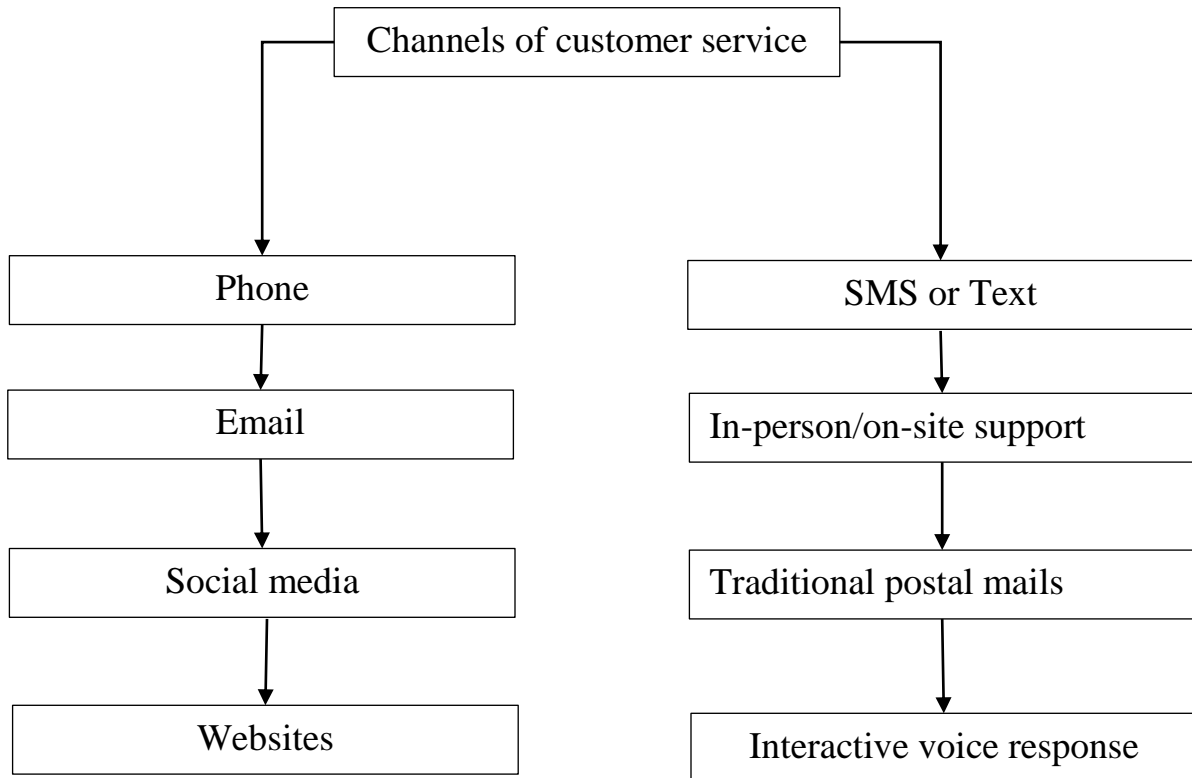 Channels of customer service
Phone
SMS or Text
Email
In-person/on-site support
Social media
Traditional postal mails
Websites
Interactive voice response